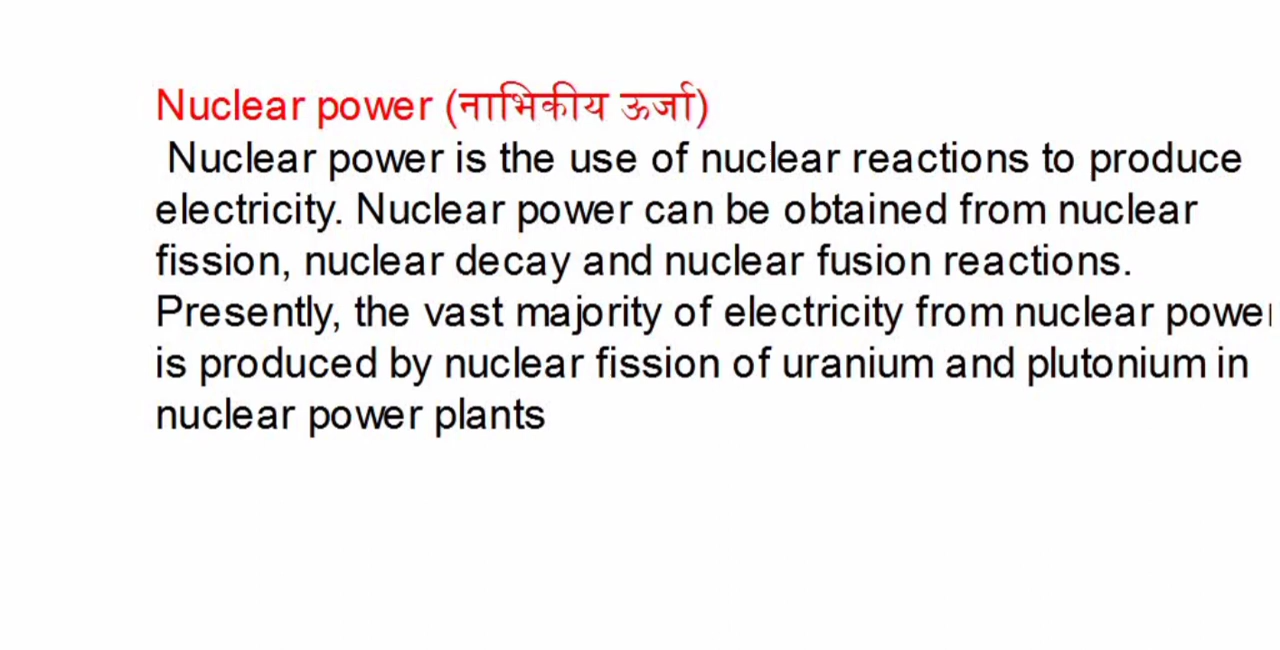 Nuclear power (नाभिकीय ऊर्जा)
Nuclear power is the use of nuclear reactions to produce
electricity. Nuclear power can be obtained from nuclear
fission, nuclear decay and nuclear fusion reactions.
Presently, the vast majority of electricity from nuclear power
is produced by nuclear fission of uranium and plutonium in
nuclear power plants